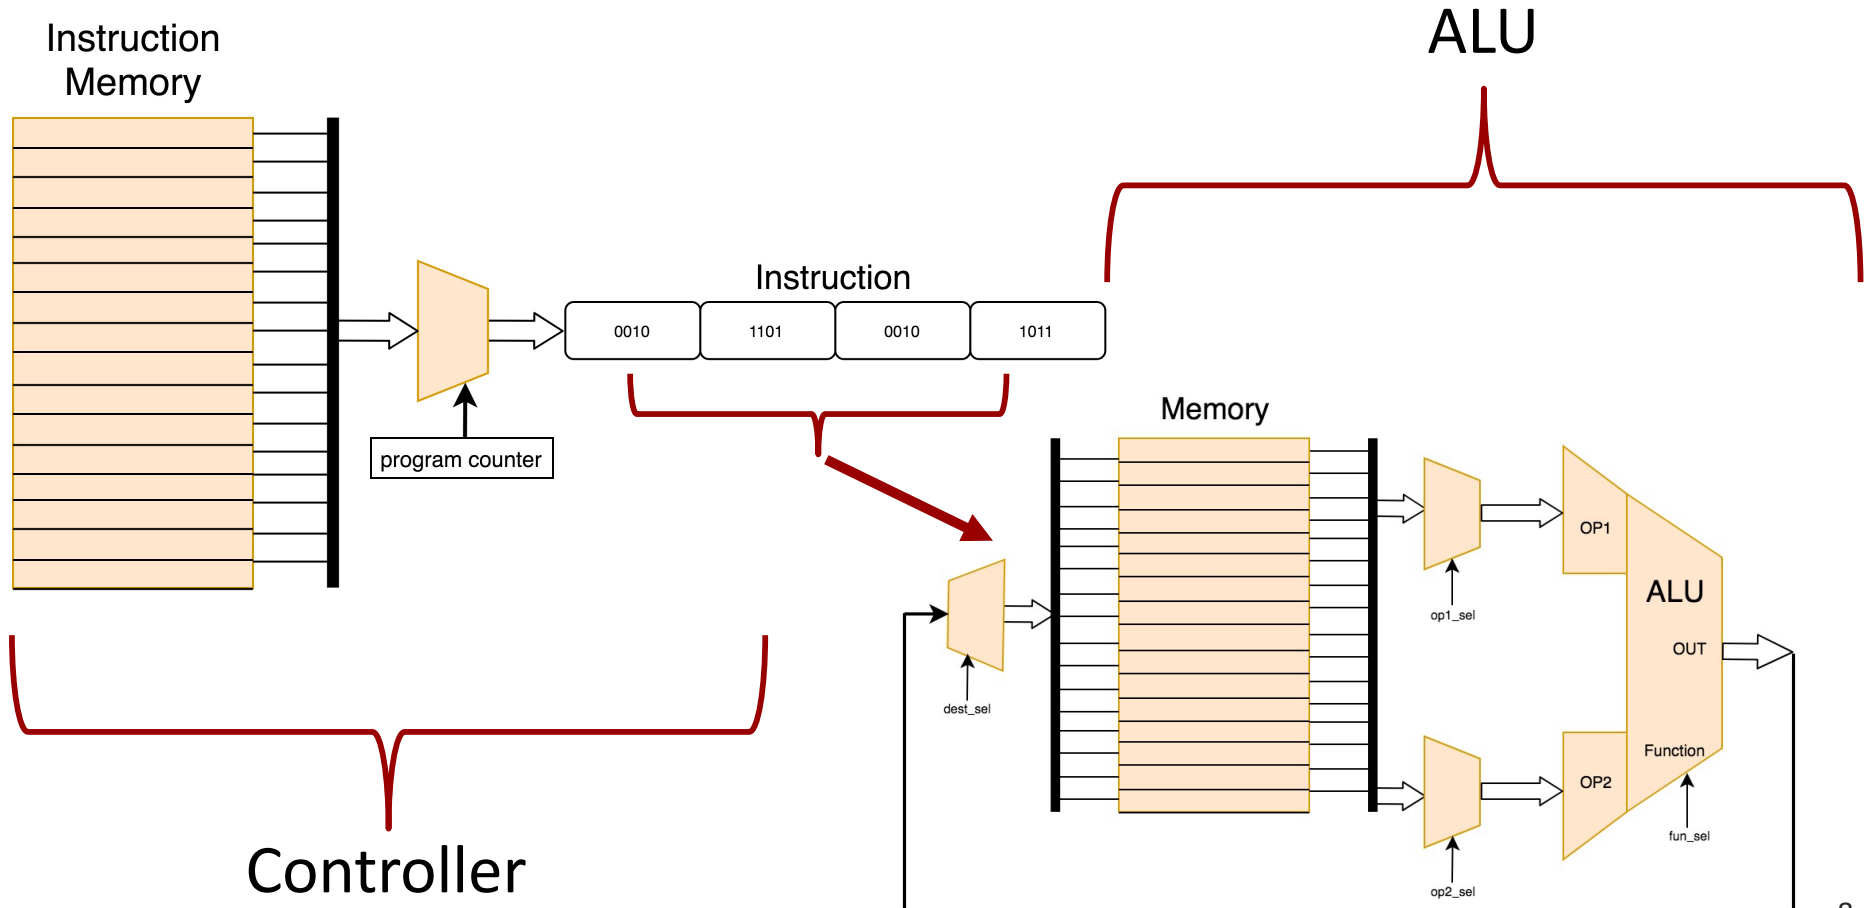 ALU
Instruction
Memory
Instruction
0010 1101 0010 1011
program counter
Memory
OP1
ALU
op1_sel
OUT
dest_sel
Function
OP2
fun_sel
op2_sel
Controller